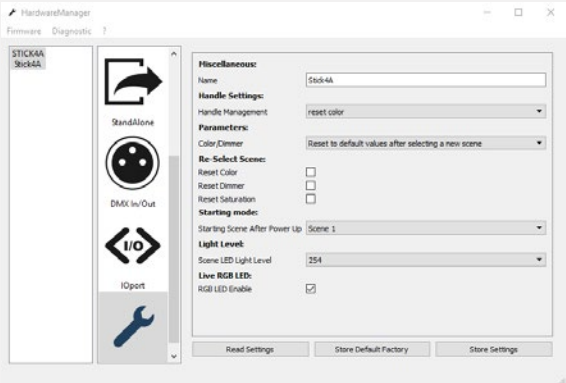 HardwareManager
Firmware Diagnostic ?
STICK4A
Stick4A
StandAlone
DMX In/Out
I/O
IOport
Miscellaneous:
Name Stick4A
Handle Settings:
Handle Management reset color
Parameters:
Color/Dimmer Reset to default values after selecting a new scene
Re-Select Scene:
Reset Color
Reset Dimmer
Reset Saturation
Starting mode:
Starting Scene After Power Up Scene 1
Light Level:
Scene LED Light Level 254
Live RGB LED:
RGB LED Enable
Read Settings Store Default Factory Store Settings